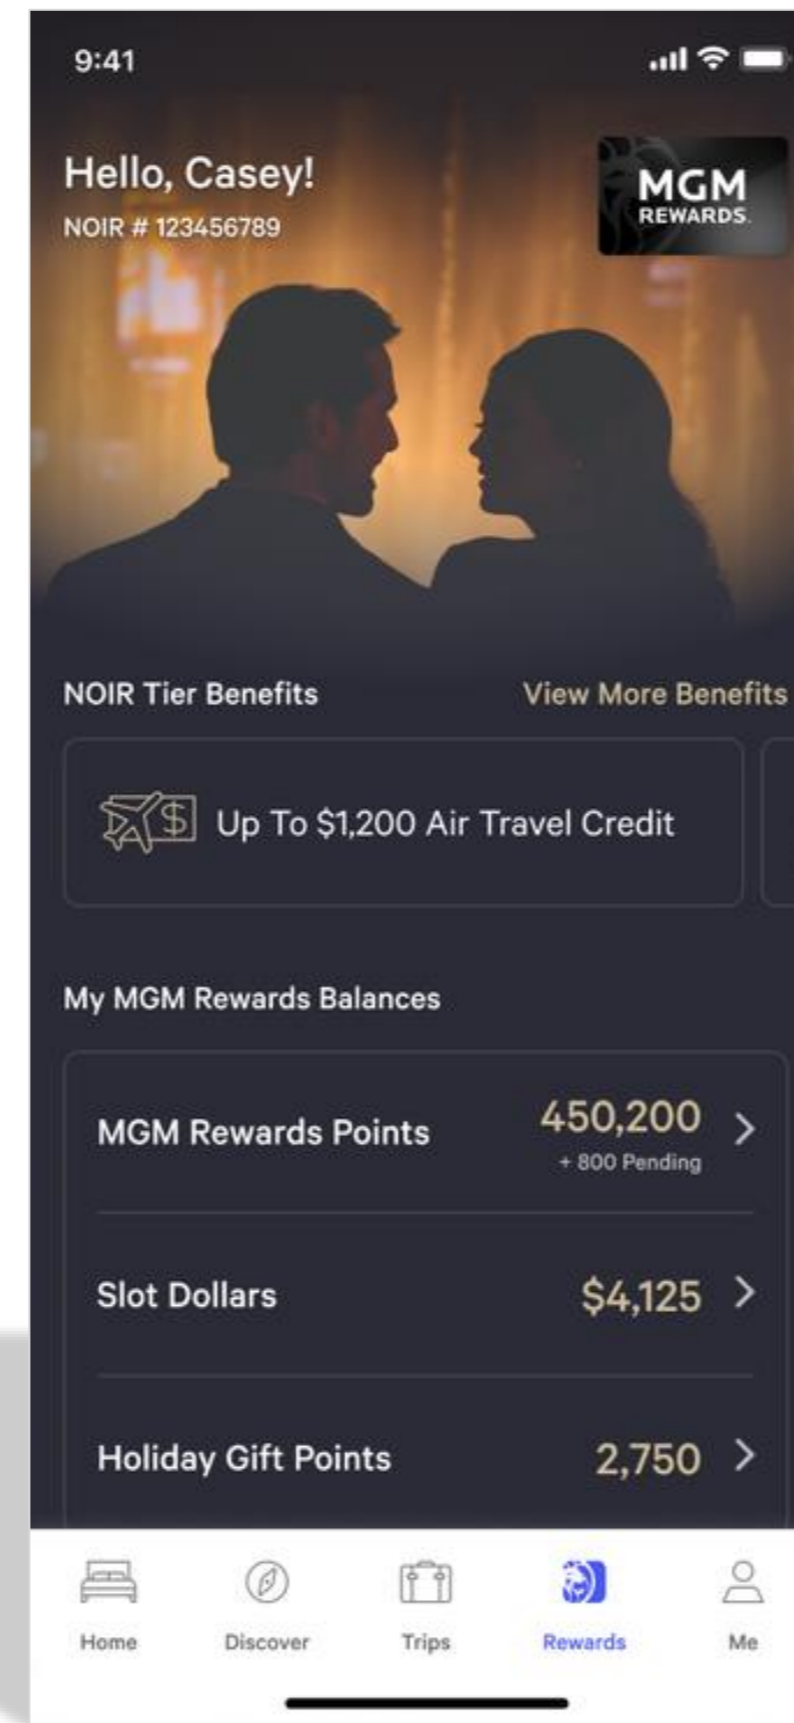 9:41
Hello, Casey!
NOIR # 123456789
MGM
REWARDS.
NOIR Tier Benefits
View More Benefits
$
Up To $1,200 Air Travel Credit
My MGM Rewards Balances
MGM Rewards Points
450,200
+ 800 Pending
Slot Dollars
$4,125
Holiday Gift Points
2,750
Home
Discover
Trips
Rewards
Me